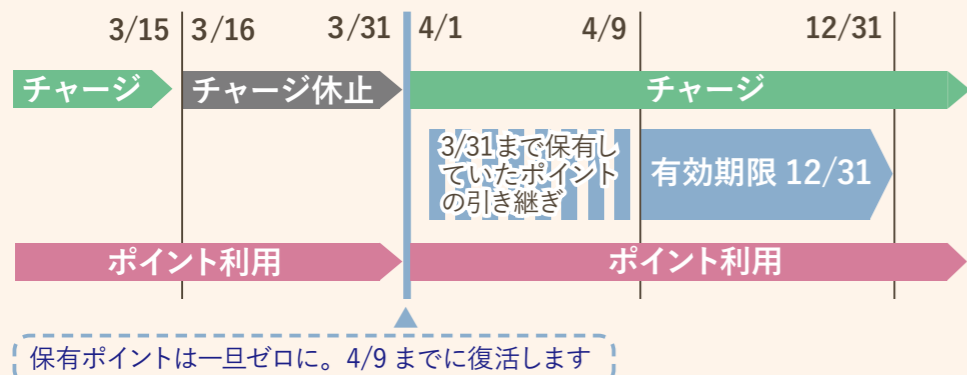 3/15 3/16 3/31 4/1 4/9 12/31
チャージ チャージ休止 チャージ
3/31まで保有し
ていたポイント
の引き継ぎ
有効期限 12/31
ポイント利用 ポイント利用
保有ポイントは一旦ゼロに。4/9 までに復活します